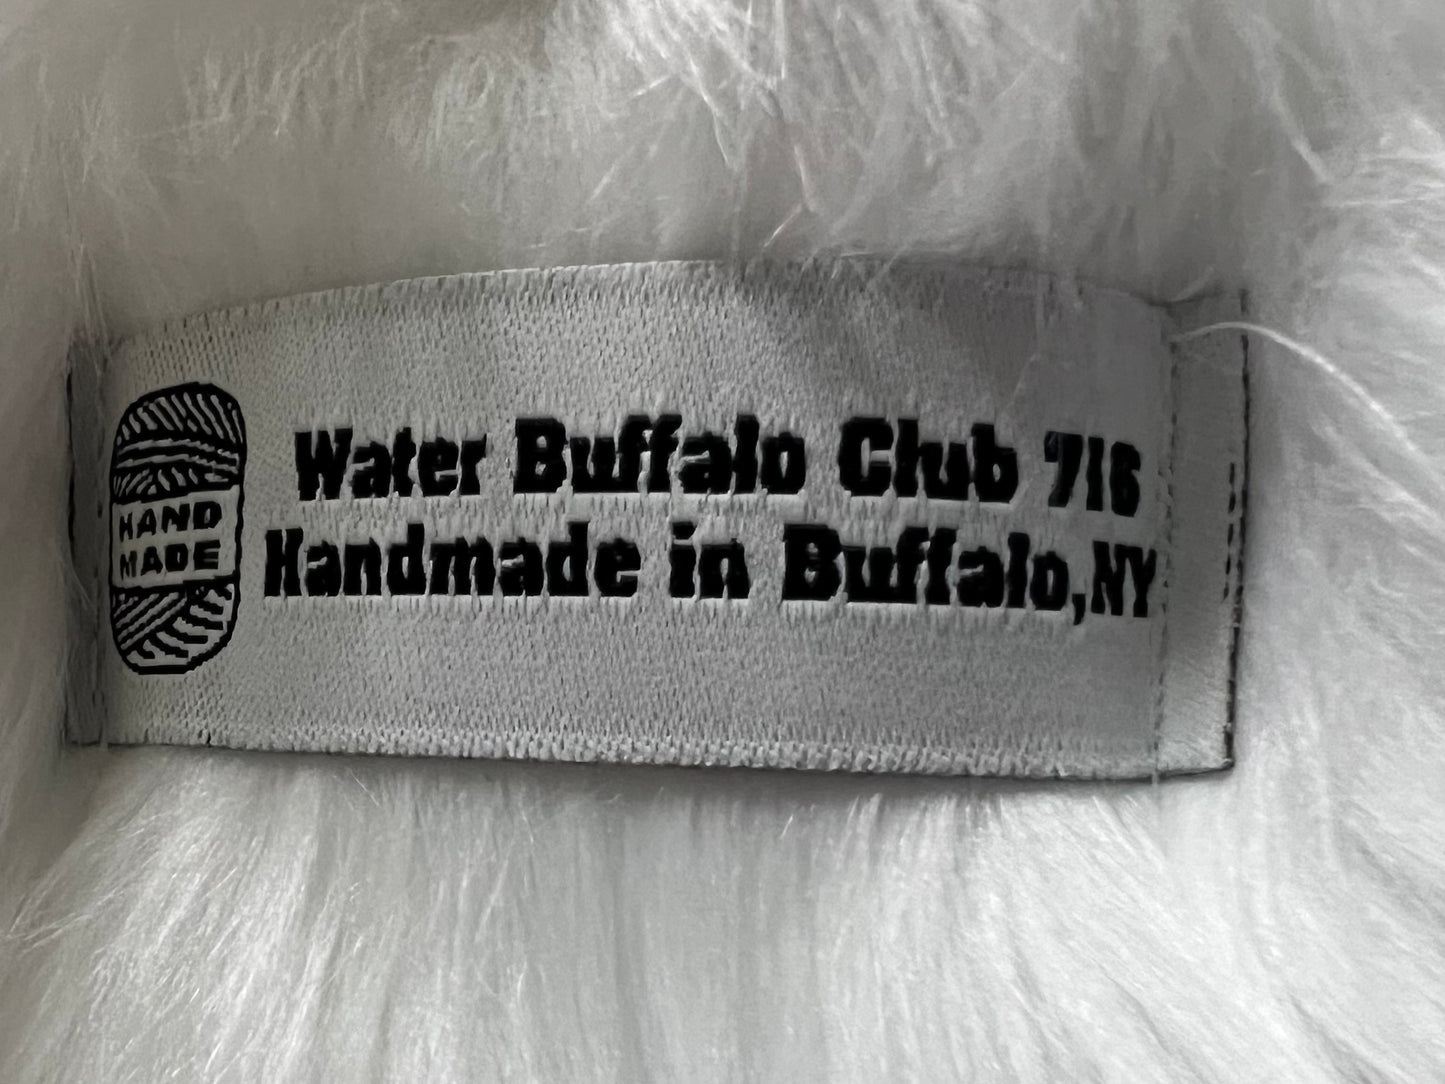 HAND
MADE
Water Buffalo Club 716
Handmade in Buffalo,NY